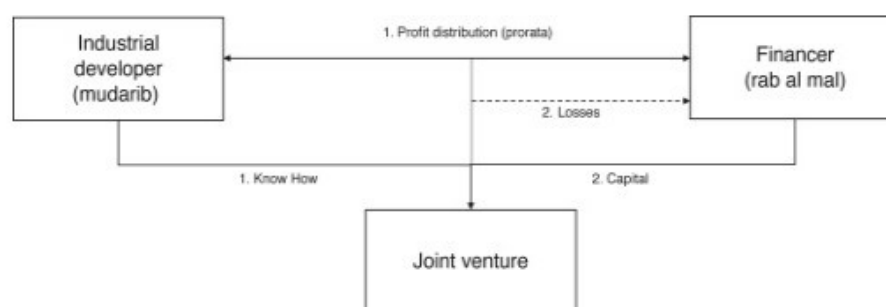 1. Profit distribution (prorata)
Industrial
developer
(mudarib)
Financer
(rab al mal)
2. Losses
1. Know How
2. Capital
Joint venture